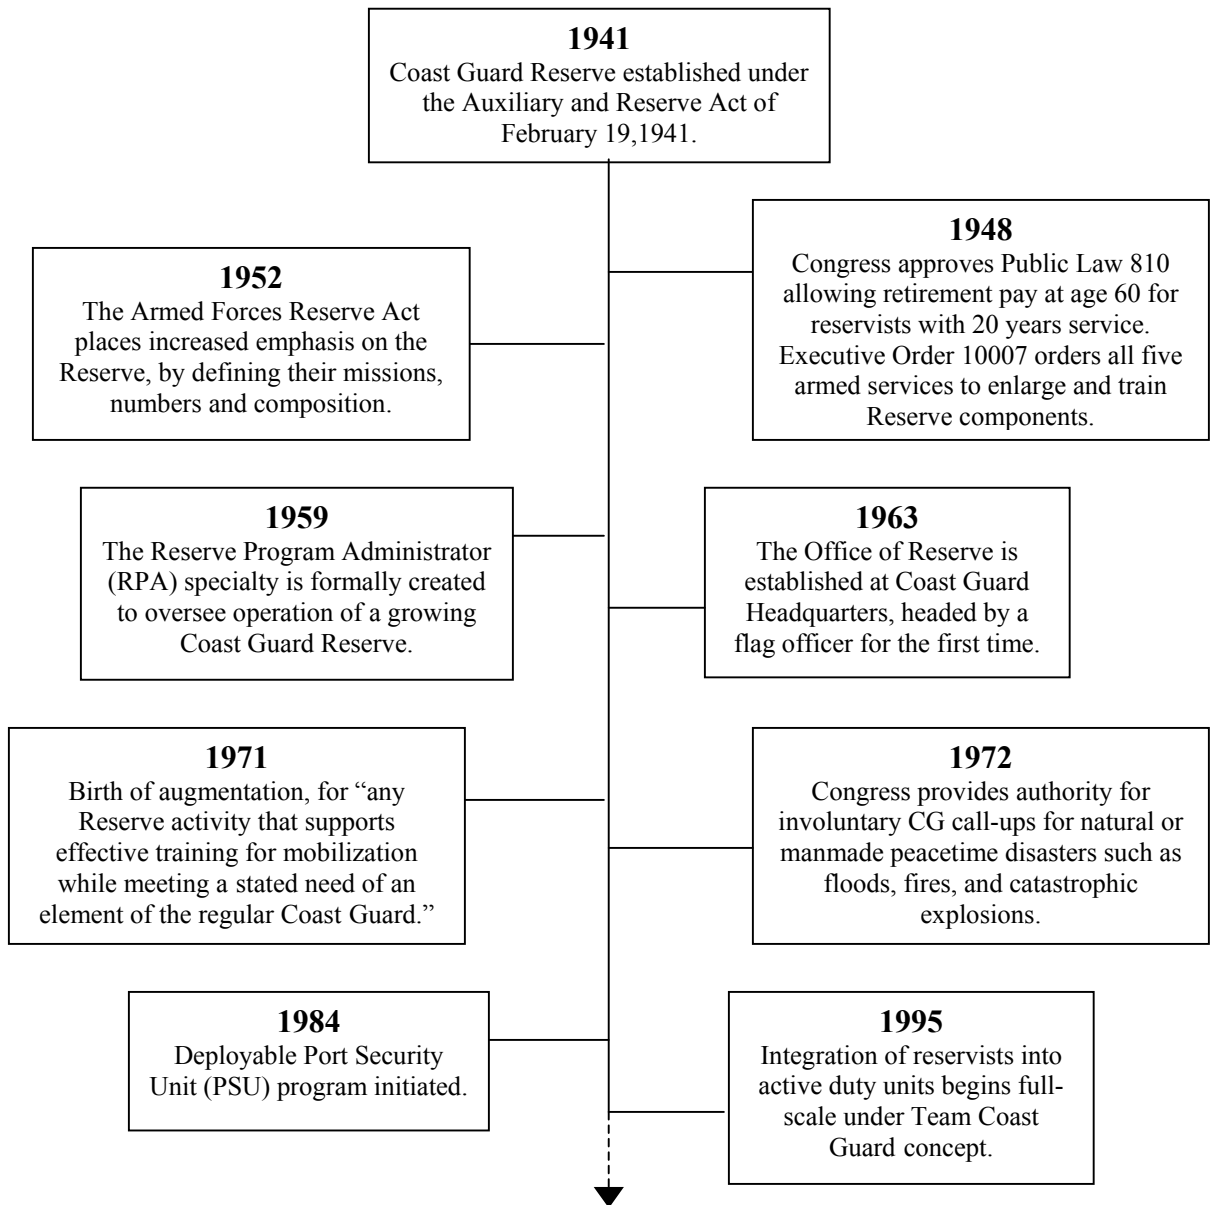 1941
Coast Guard Reserve established under
the Auxiliary and Reserve Act of
February 19,1941.
1948
Congress approves Public Law 810
allowing retirement pay at age 60 for
reservists with 20 years service.
Executive Order 10007 orders all five
armed services to enlarge and train
Reserve components.
1952
The Armed Forces Reserve Act
places increased emphasis on the
Reserve, by defining their missions,
numbers and composition.
1959
The Reserve Program Administrator
(RPA) specialty is formally created
to oversee operation of a growing
Coast Guard Reserve.
1963
The Office of Reserve is
established at Coast Guard
Headquarters, headed by a
flag officer for the first time.
1971
Birth of augmentation, for “any
Reserve activity that supports
effective training for mobilization
while meeting a stated need of an
element of the regular Coast Guard.”
1972
Congress provides authority for
involuntary CG call-ups for natural or
manmade peacetime disasters such as
floods, fires, and catastrophic
explosions.
1984
Deployable Port Security
Unit (PSU) program initiated.
1995
Integration of reservists into
active duty units begins full-
scale under Team Coast
Guard concept.